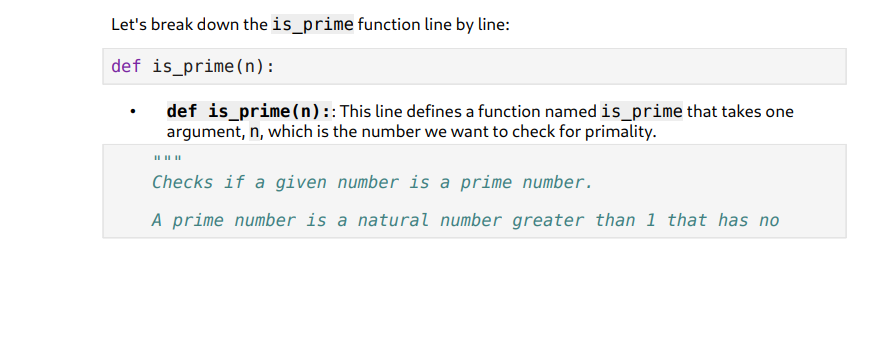 Let's break down the is_prime function line by line:
def is_prime(n):
• def is_prime(n):: This line defines a function named is_prime that takes one
argument, n, which is the number we want to check for primality.
"""
Checks if a given number is a prime number.
A prime number is a natural number greater than 1 that has no